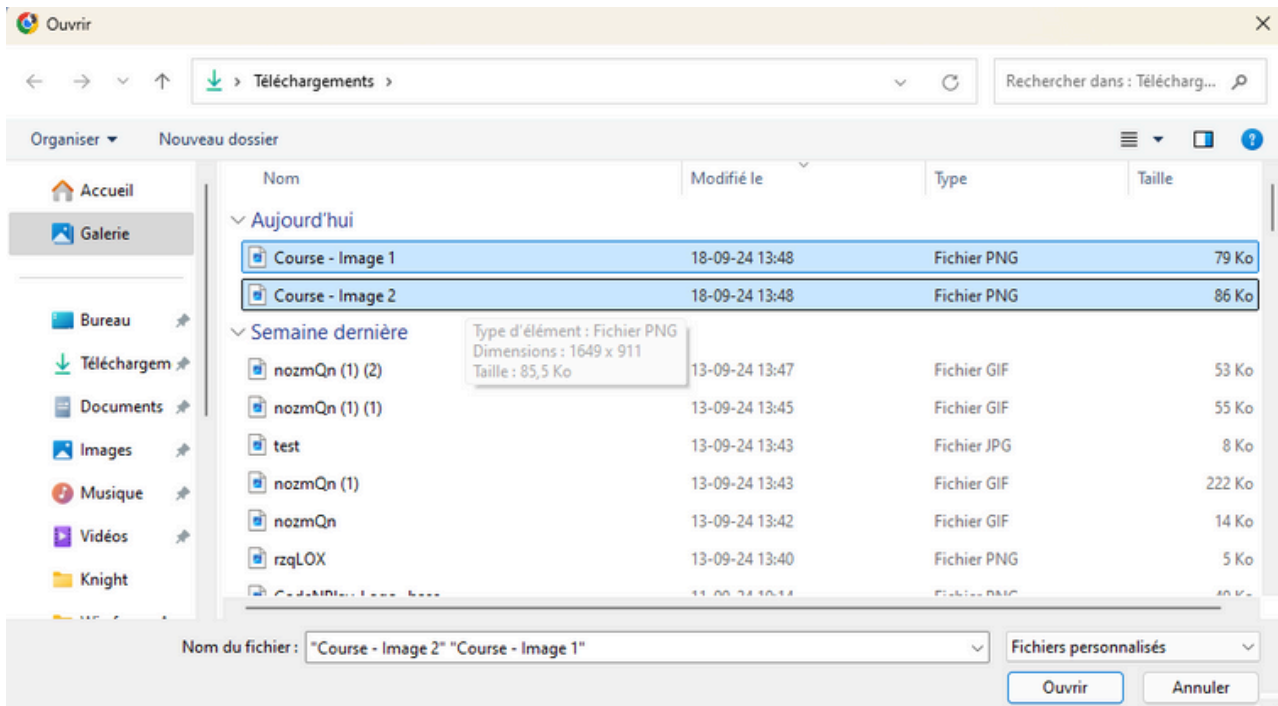 Ouvrir
Téléchargements
Rechercher dans : Télécharg...
Organiser Nouveau dossier
Nom Modifié le Type Taille
Accueil
Galerie
Bureau
Téléchargem
Documents
Images
Musique
Vidéos
Knight
Aujourd'hui
Course - Image 1 18-09-24 13:48 Fichier PNG 79 Ko
Course - Image 2 18-09-24 13:48 Fichier PNG 86 Ko
Semaine dernière
Type d'élément : Fichier PNG
Dimensions : 1649 x 911
Taille : 85,5 Ko
nozmQn (1) (2) 13-09-24 13:47 Fichier GIF 53 Ko
nozmQn (1) (1) 13-09-24 13:45 Fichier GIF 55 Ko
test 13-09-24 13:43 Fichier JPG 8 Ko
nozmQn (1) 13-09-24 13:43 Fichier GIF 222 Ko
nozmQn 13-09-24 13:42 Fichier GIF 14 Ko
rzqLOX 13-09-24 13:40 Fichier PNG 5 Ko
Nom du fichier : "Course - Image 2" "Course - Image 1" Fichiers personnalisés
Ouvrir Annuler